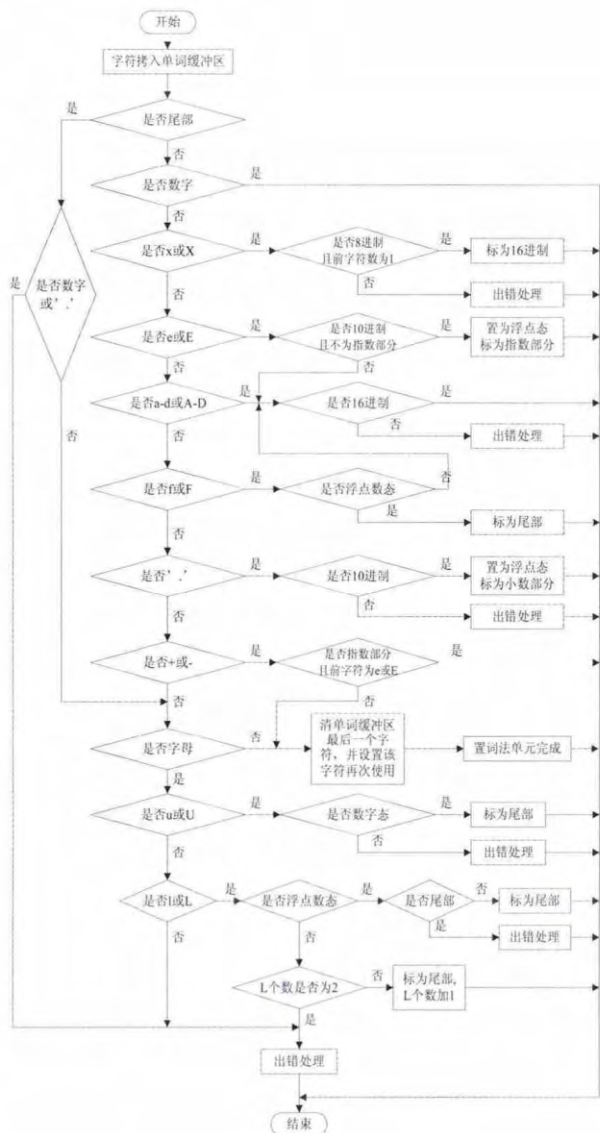 开始
字符拷入单词缓冲区
是
是否尾部
否
是否数字
是
否
是否数字
或'.'
是
否
是否x或X
是
是否8进制
且前字符数为1
是
标为16进制
否
出错处理
否
是否e或E
是
是否10进制
且不为指数部分
是
置为浮点态
标为指数部分
否
否
是否a-d或A-D
是
是否16进制
是
否
出错处理
否
是否f或F
是
是否浮点数态
否
是
标为尾部
否
是否'.'
是
是否10进制
是
置为浮点态
标为小数部分
否
出错处理
否
是否+或-
是
是否指数部分
且前字符为e或E
是
否
否
是否字母
否
清单词缓冲区
最后一个字
符，并设置该
字符再次使用
置词法单元完成
是
是否u或U
是
是否数字态
是
标为尾部
否
出错处理
否
是否l或L
是
是否浮点数态
是
是否尾部
否
标为尾部
是
出错处理
否
否
L个数是否为2
否
标为尾部,
L个数加1
是
出错处理
结束